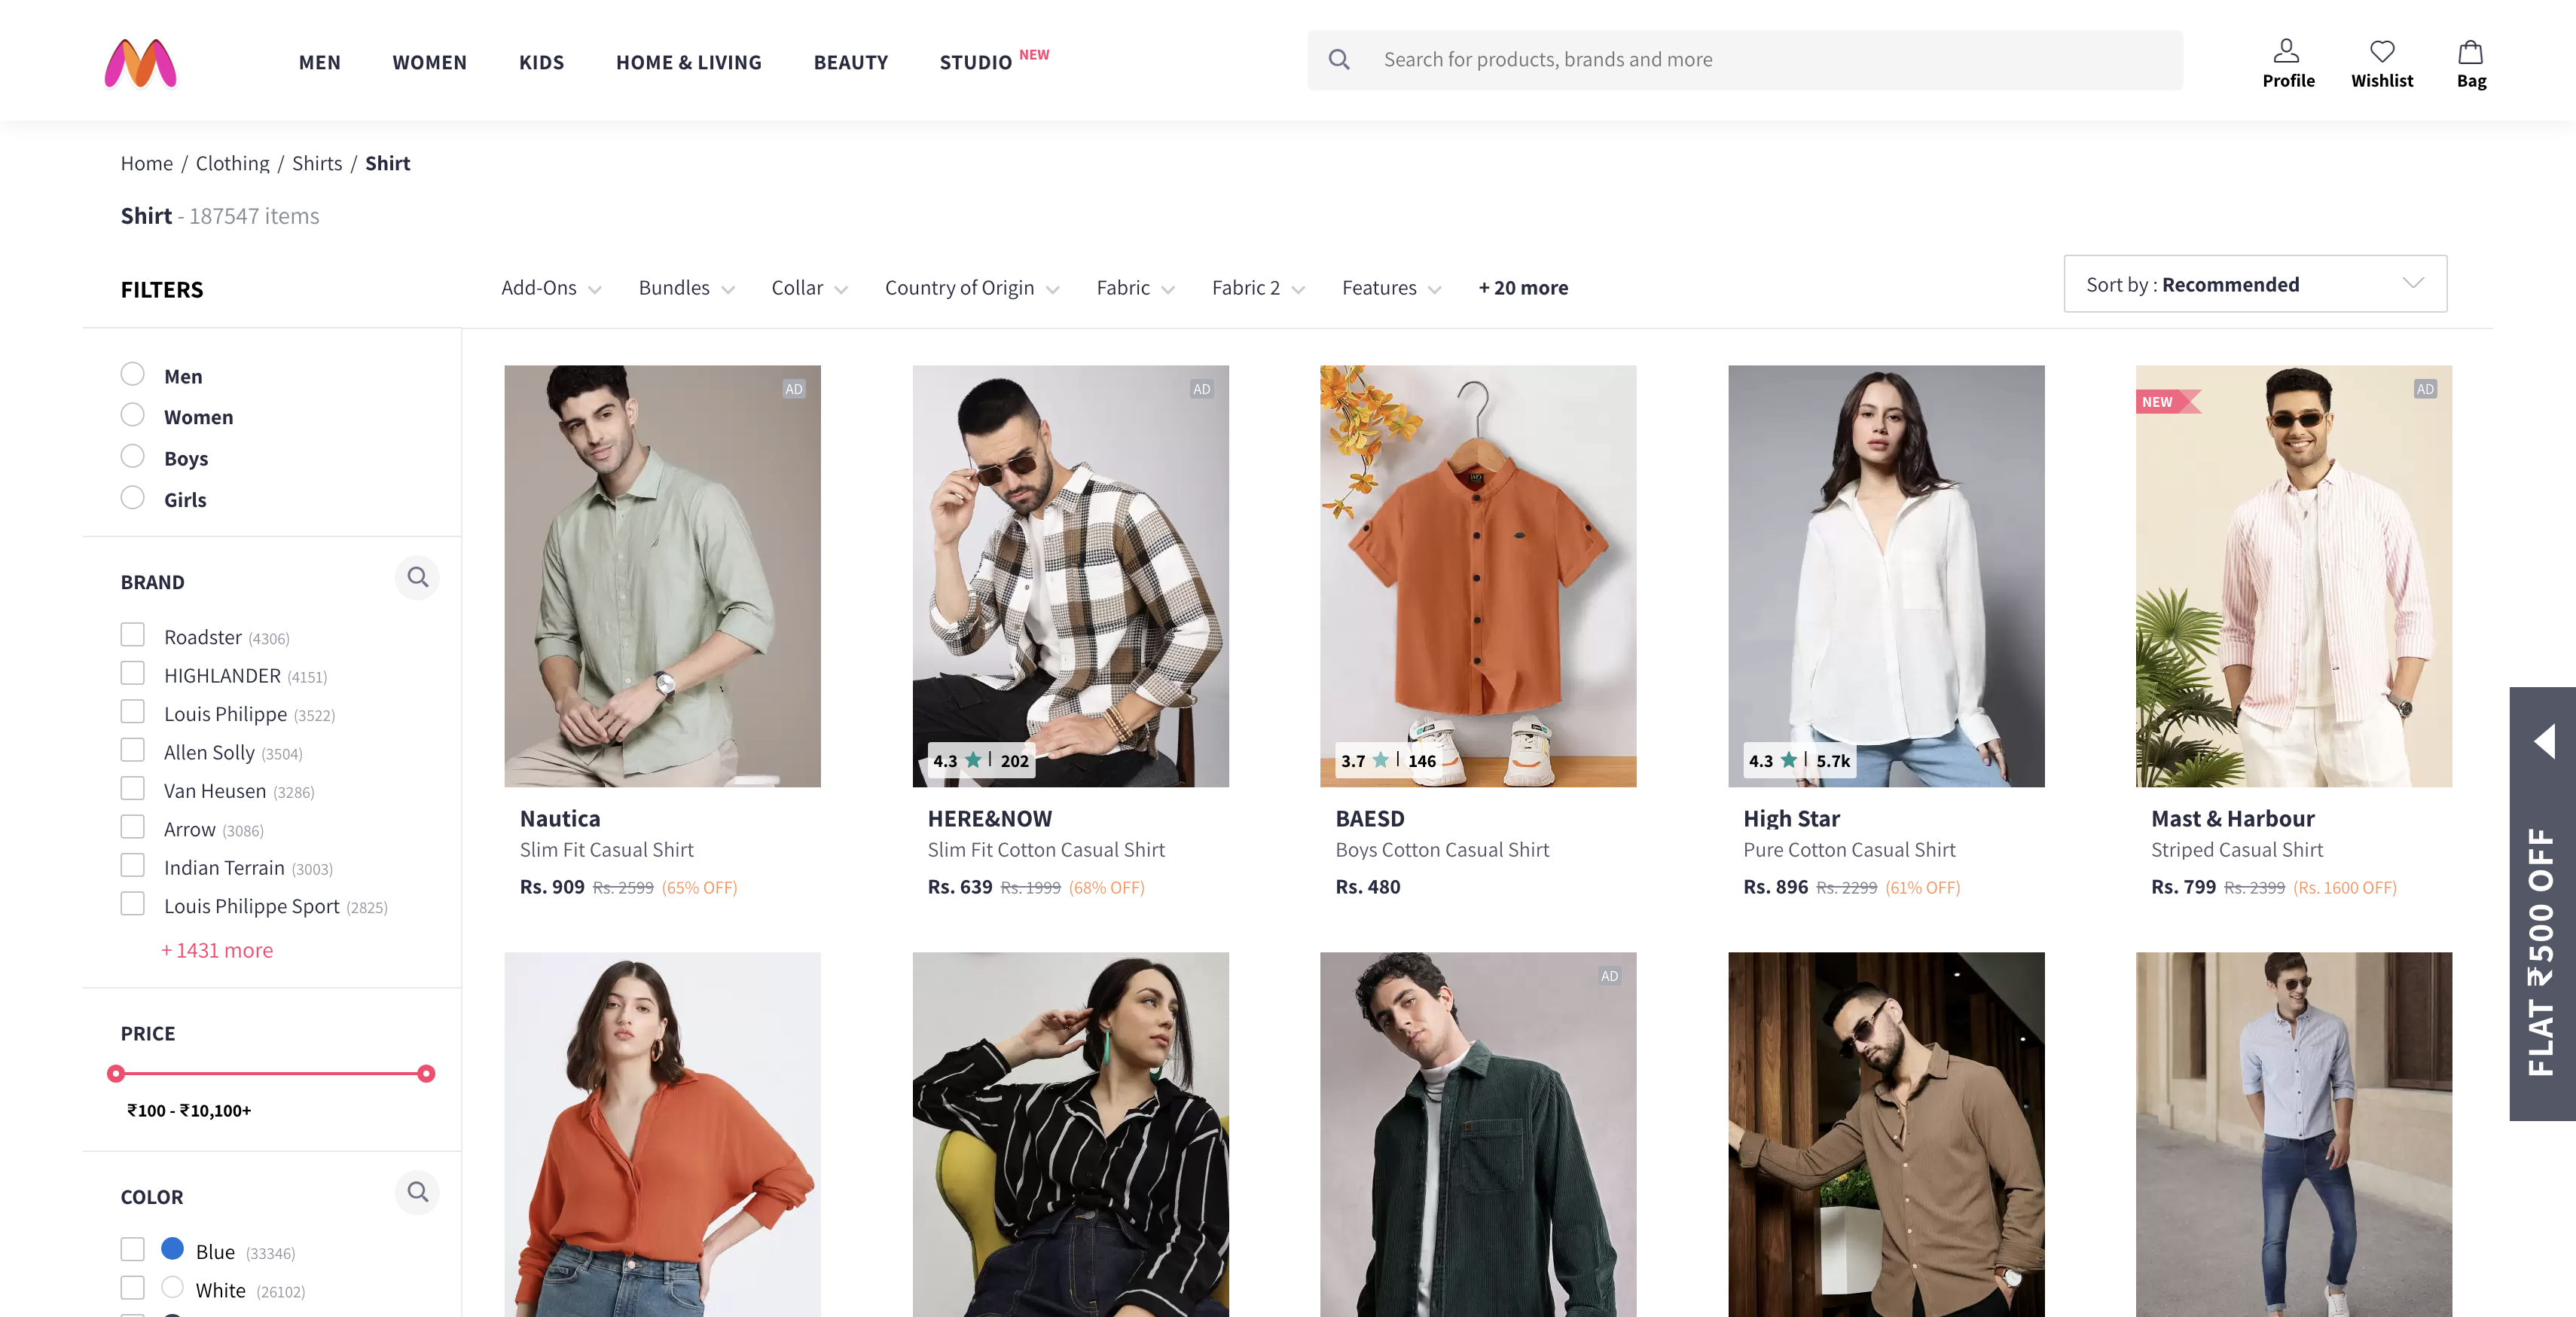 MEN WOMEN KIDS HOME & LIVING BEAUTY STUDIO NEW
Search for products, brands and more
Profile Wishlist Bag
Home / Clothing / Shirts / Shirt
Shirt - 187547 items
FILTERS
Add-Ons Bundles Collar Country of Origin Fabric Fabric 2 Features + 20 more
Sort by : Recommended
Men
Women
Boys
Girls
BRAND
Roadster (4306)
HIGHLANDER (4151)
Louis Philippe (3522)
Allen Solly (3504)
Van Heusen (3286)
Arrow (3086)
Indian Terrain (3003)
Louis Philippe Sport (2825)
+ 1431 more
PRICE
₹100 - ₹10,100+
COLOR
Blue (33346)
White (26102)
AD
Nautica
Slim Fit Casual Shirt
Rs. 909 Rs. 2599 (65% OFF)
AD
4.3 | 202
HERE&NOW
Slim Fit Cotton Casual Shirt
Rs. 639 Rs. 1999 (68% OFF)
3.7 | 146
BAESD
Boys Cotton Casual Shirt
Rs. 480
4.3 | 5.7k
High Star
Pure Cotton Casual Shirt
Rs. 896 Rs. 2299 (61% OFF)
NEW
AD
Mast & Harbour
Striped Casual Shirt
Rs. 799 Rs. 2399 (Rs. 1600 OFF)
AD
FLAT ₹500 OFF